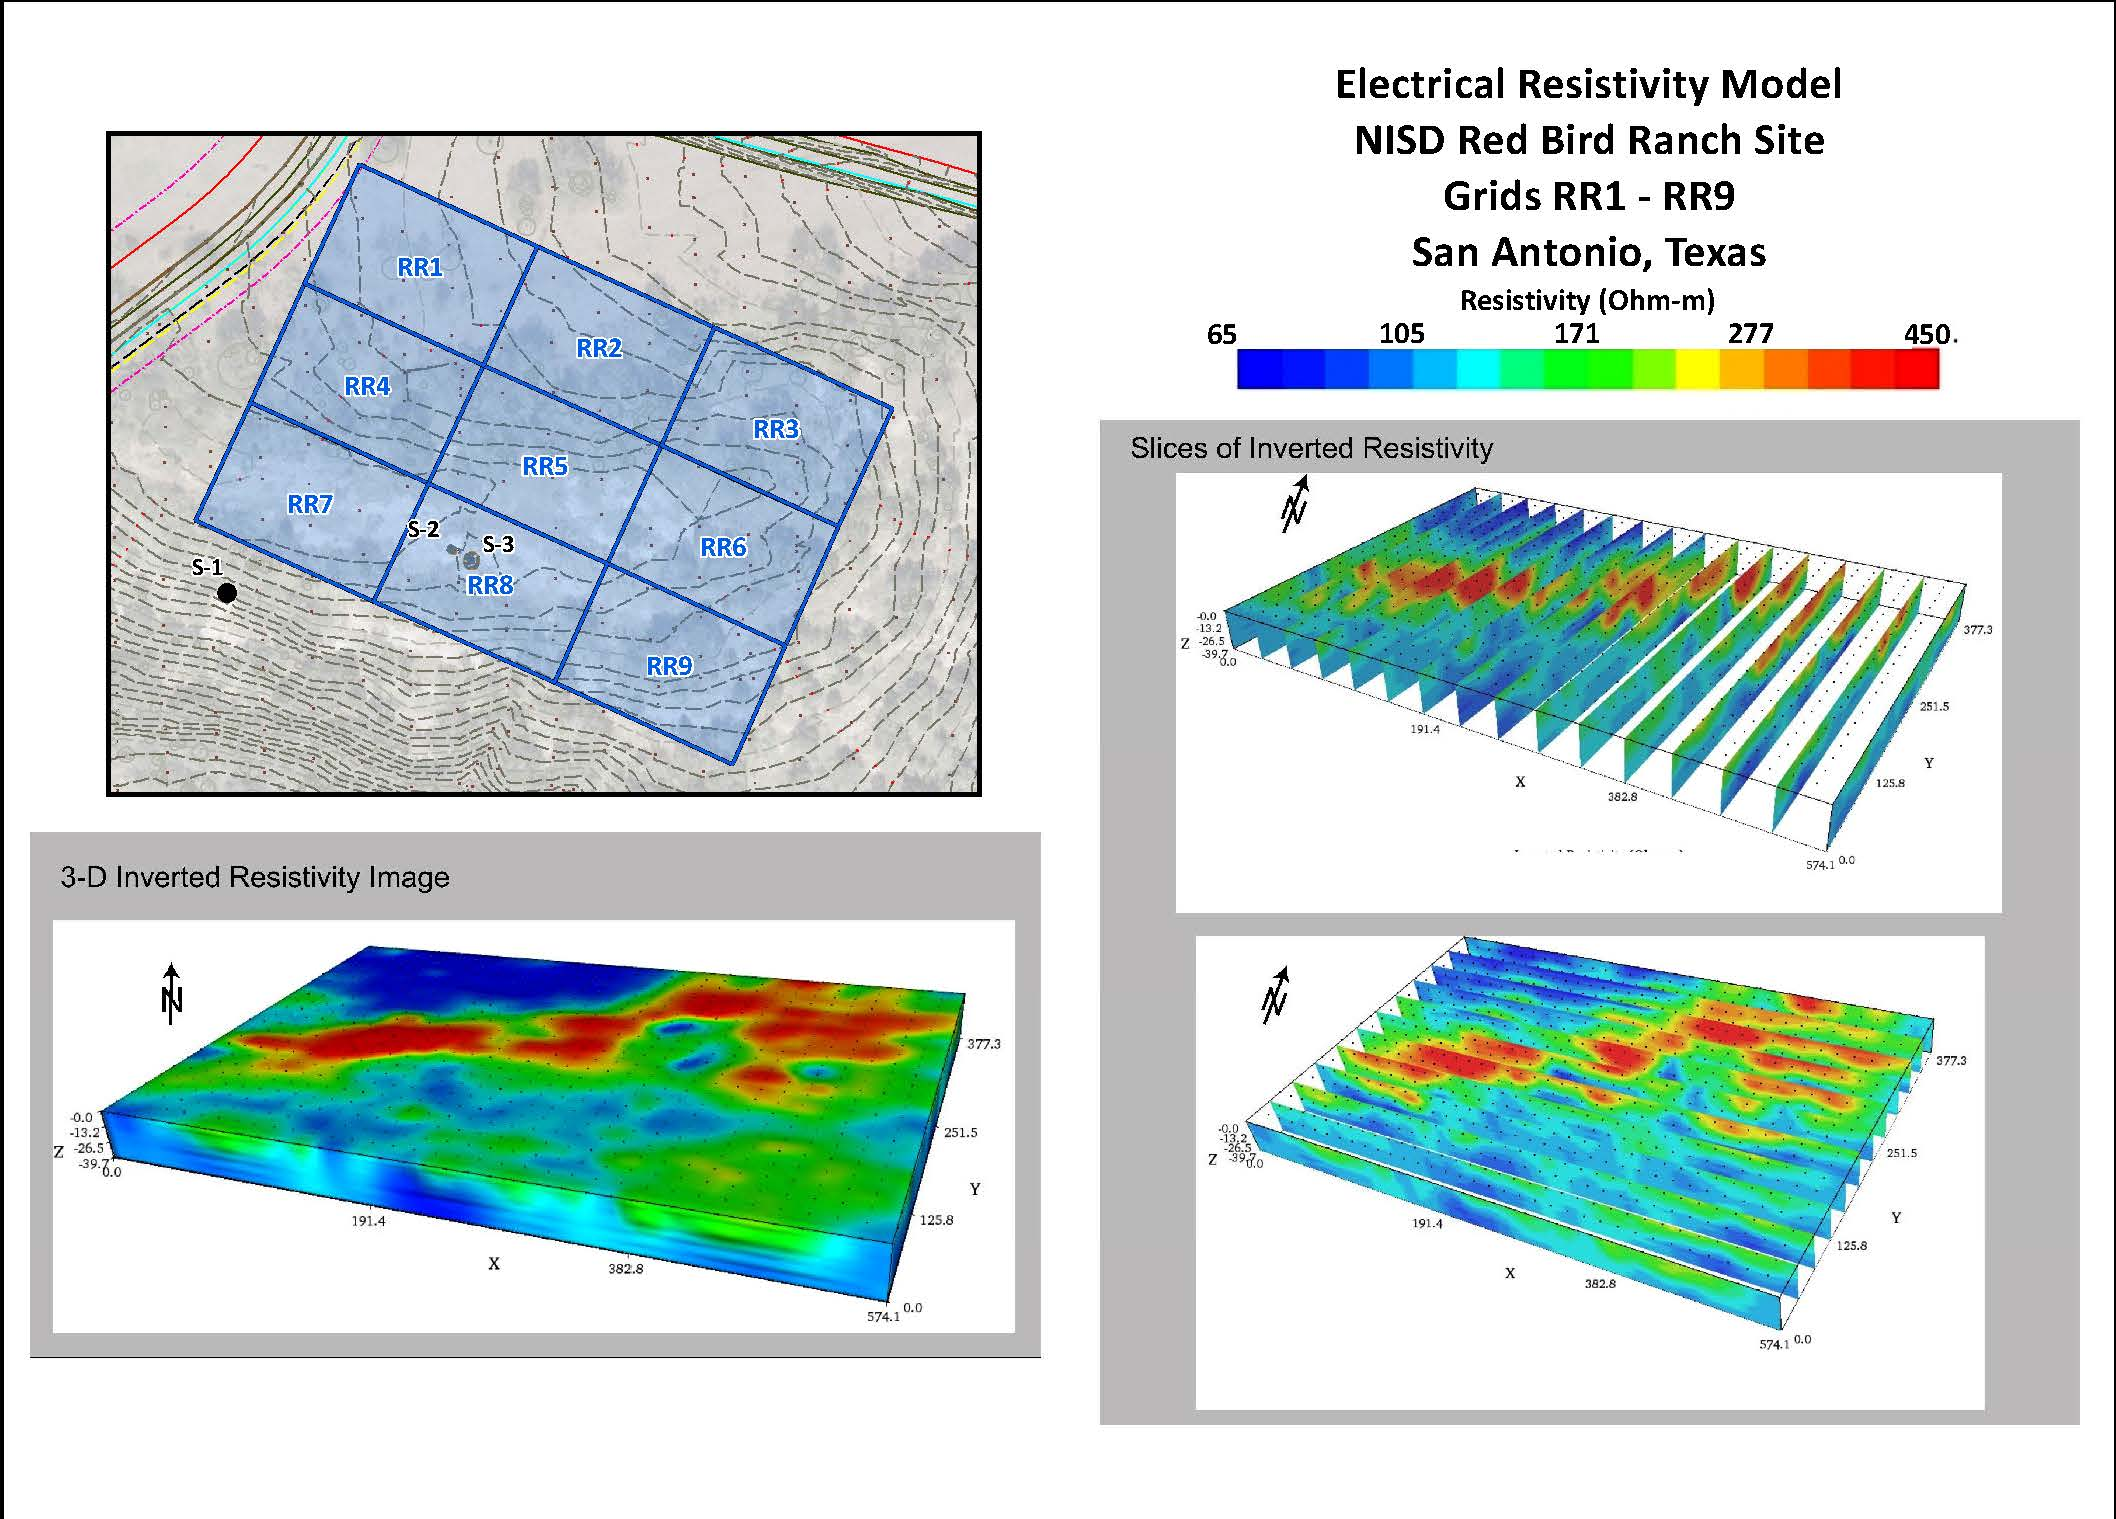 Electrical Resistivity Model
NISD Red Bird Ranch Site
Grids RR1 - RR9
San Antonio, Texas
Resistivity (Ohm-m)
65 105 171 277 450.
RR1
RR2
RR4
RR3
RR5
RR7
S-2
S-3
RR6
S-1
RR8
RR9
3-D Inverted Resistivity Image
N
-0.0
-13.2
Z -26.5
-39.7
0.0
191.4
X
382.8
574.1
0.0
125.8
Y
251.5
377.3
Slices of Inverted Resistivity
N
-0.0
-13.2
Z -26.5
-39.7
0.0
191.4
X
382.8
574.1
0.0
125.8
Y
251.5
377.3
N
-0.0
-13.2
Z -26.5
-39.7
0.0
191.4
X
382.8
574.1
0.0
125.8
Y
251.5
377.3